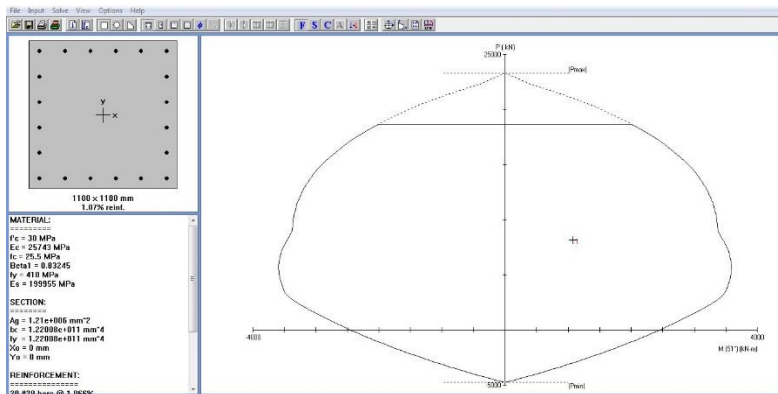 File Input Solve View Options Help
y
x
1100 x 1100 mm
1.07% reinf.
MATERIAL:
=========
f'c = 30 MPa
Ec = 25743 MPa
fc = 25.5 MPa
Beta1 = 0.83245
fy = 410 MPa
Es = 199955 MPa
SECTION:
========
Ag = 1.21e+006 mm^2
Ix = 1.22008e+011 mm^4
Iy = 1.22008e+011 mm^4
Xo = 0 mm
Yo = 0 mm
REINFORCEMENT:
==============
P (kN)
25000
(Pmax)
1
-4000
4000
M (51°) (kN-m)
-5000
(Pmin)